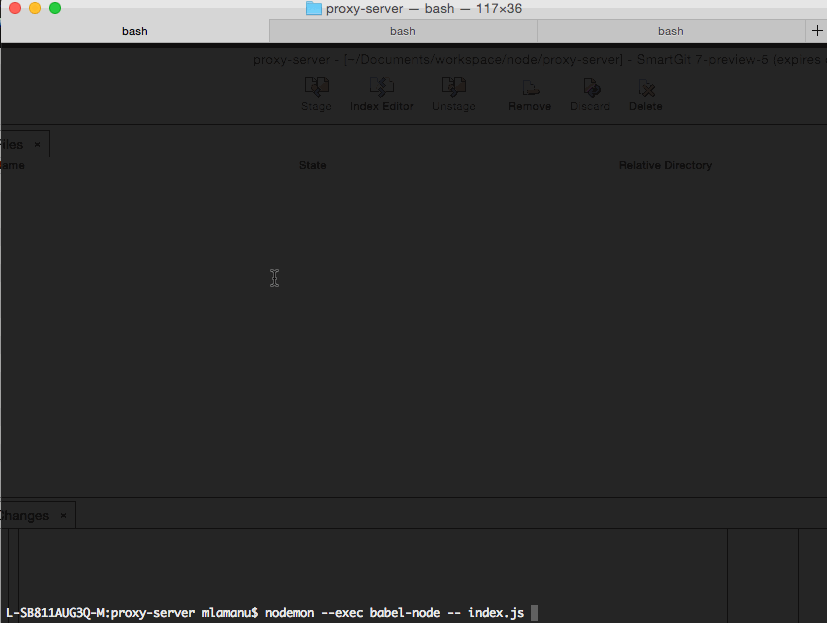 proxy-server — bash — 117×36
bash bash bash +
proxy-server - [~/Documents/workspace/node/proxy-server] - SmartGit 7-preview-5 (expires
Stage Index Editor Unstage Remove Discard Delete
Files ×
Name State Relative Directory
Changes ×
L-SB811AUG3Q-M:proxy-server mlamanu$ nodemon --exec babel-node -- index.js